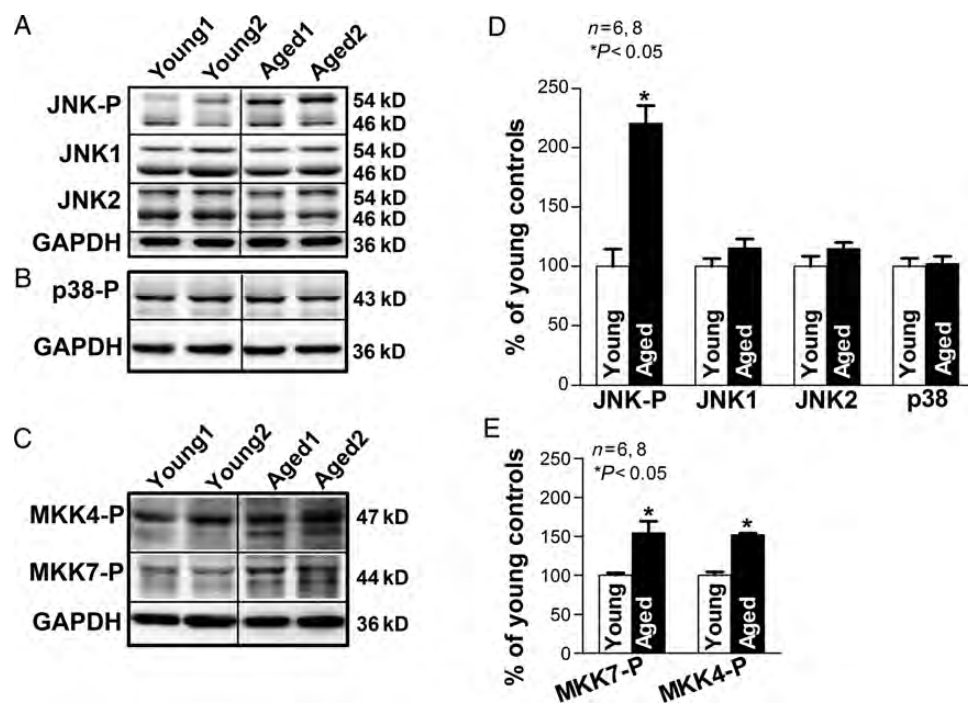 A
Young1 Young2 Aged1 Aged2
JNK-P 54 kD
46 kD
JNK1 54 kD
46 kD
JNK2 54 kD
46 kD
GAPDH 36 kD
B
p38-P 43 kD
GAPDH 36 kD
C
Young1 Young2 Aged1 Aged2
MKK4-P 47 kD
MKK7-P 44 kD
GAPDH 36 kD
D
n=6, 8
*P< 0.05
% of young controls
250
200
150
100
50
0
*
Young Aged Young Aged Young Aged Young Aged
JNK-P JNK1 JNK2 p38
E
n=6, 8
*P< 0.05
% of young controls
250
200
150
100
50
0
* *
Young Aged Young Aged
MKK7-P MKK4-P